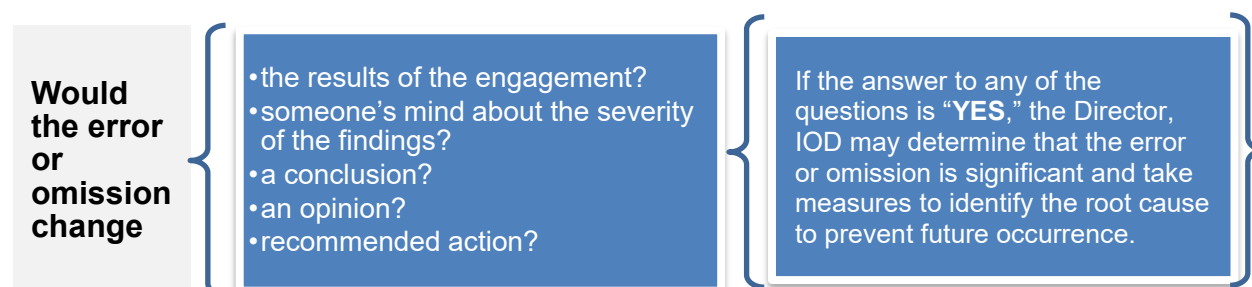 Would
the error
or
omission
change
•the results of the engagement?
•someone’s mind about the severity
of the findings?
•a conclusion?
•an opinion?
•recommended action?
If the answer to any of the
questions is “YES,” the Director,
IOD may determine that the error
or omission is significant and take
measures to identify the root cause
to prevent future occurrence.